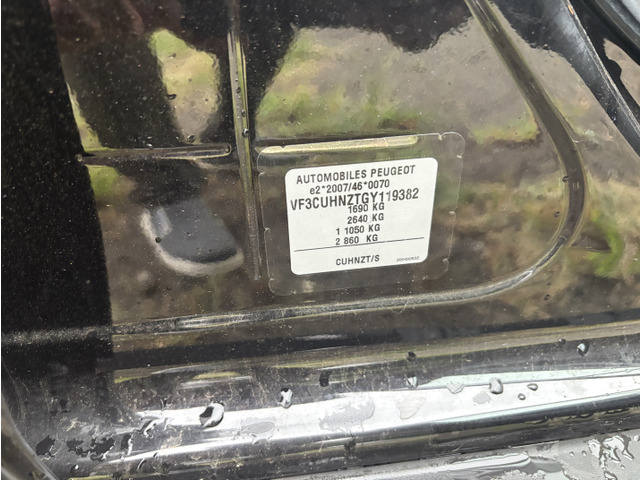 AUTOMOBILES PEUGEOT
e2*2007/46*0070
VF3CUHNZTGY119382
1690 KG
2640 KG
1 1050 KG
2 860 KG
CUHNZT/S